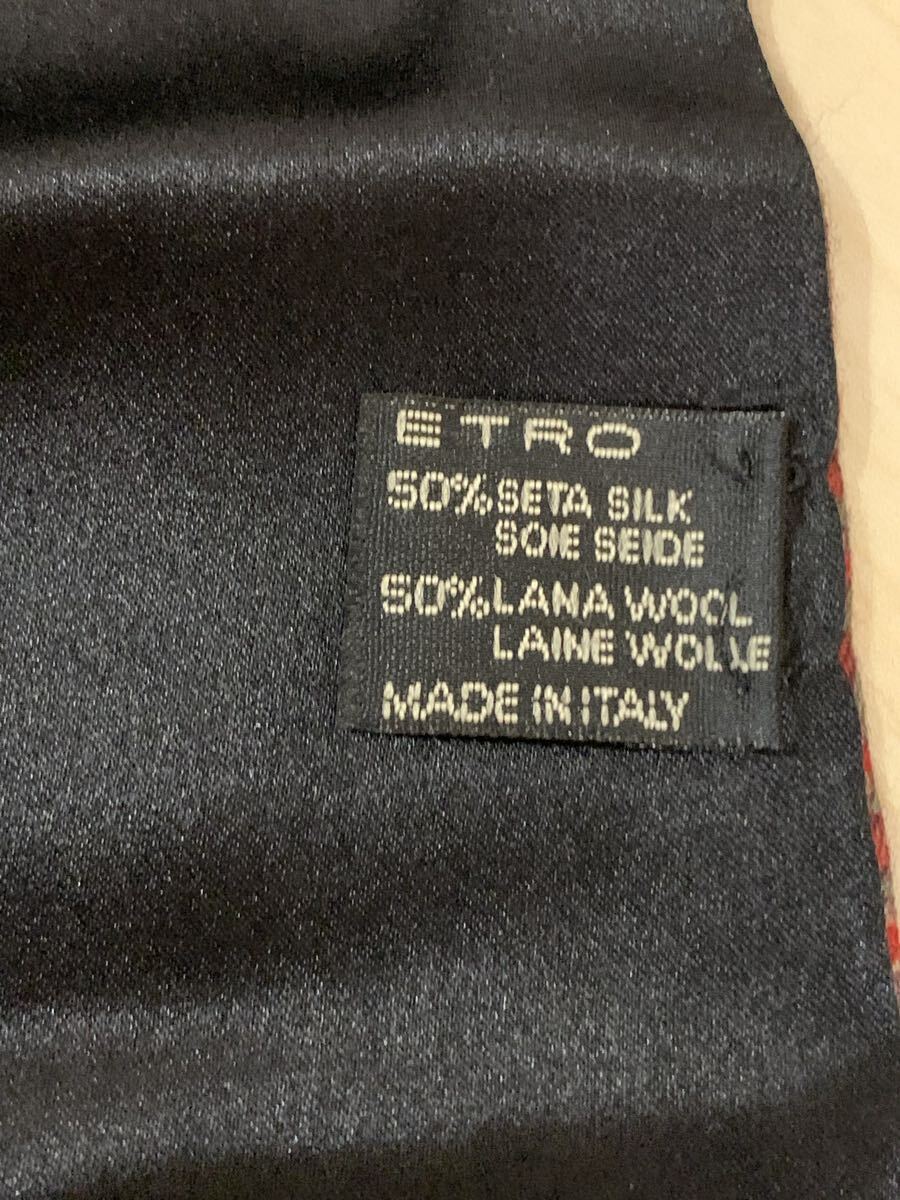 ETRO
50% SETA SILK
SOIE SEIDE
50% LANA WOOL
LAINE WOLLE
MADE IN ITALY